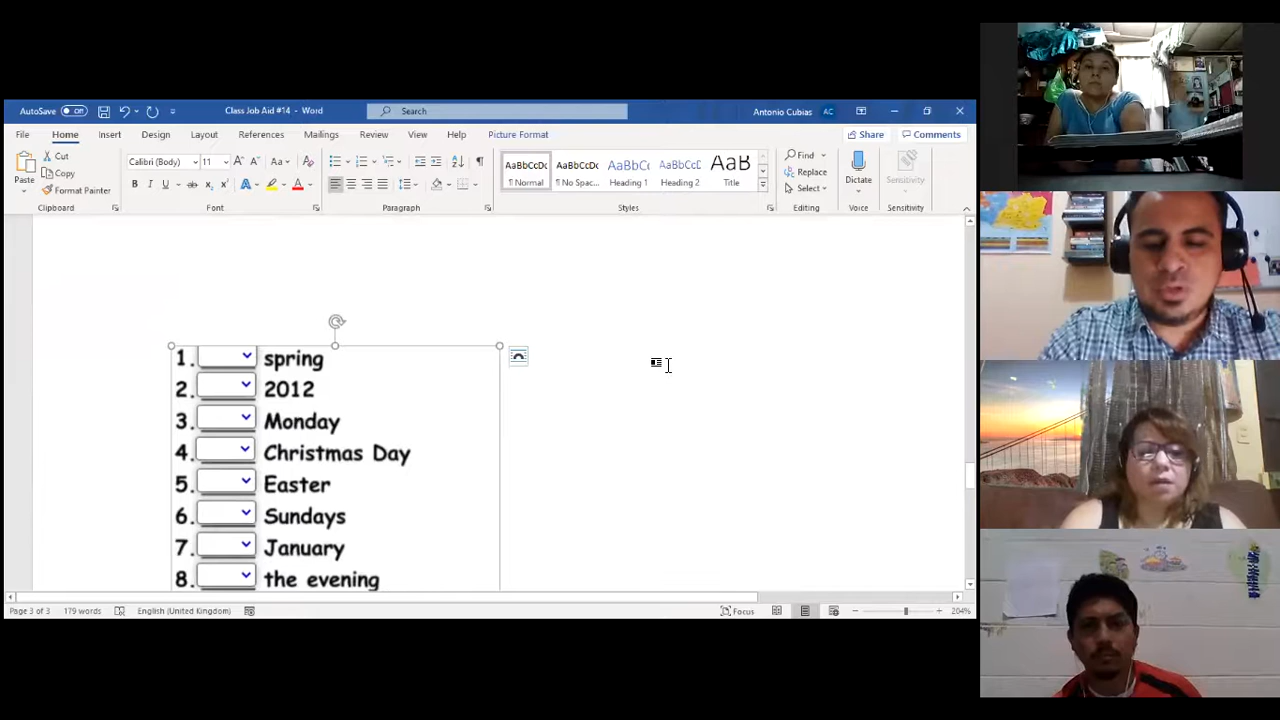 AutoSave Off Class Job Aid #14 - Word Search Antonio Cubias AC
File Home Insert Design Layout References Mailings Review View Help Picture Format Share Comments
Paste
Cut
Copy
Format Painter
Clipboard
Calibri (Body) 11
Font
Paragraph
AaBbCcDc AaBbCcDc AaBbCc AaBbCcC AaB
¶ Normal ¶ No Spac... Heading 1 Heading 2 Title
Styles
Find
Replace
Select
Editing
Dictate
Voice
Sensitivity
Sensitivity
1. spring
2. 2012
3. Monday
4. Christmas Day
5. Easter
6. Sundays
7. January
8. the evening
Page 3 of 3 179 words English (United Kingdom) Focus 204%